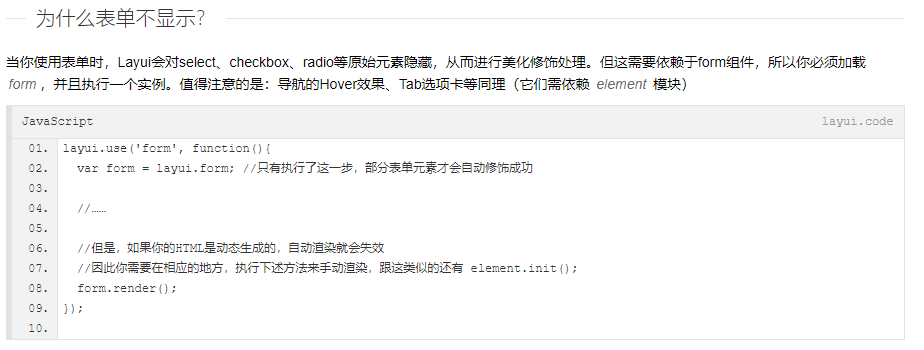 为什么表单不显示？
当你使用表单时，Layui会对select、checkbox、radio等原始元素隐藏，从而进行美化修饰处理。但这需要依赖于form组件，所以你必须加载
form ，并且执行一个实例。值得注意的是：导航的Hover效果、Tab选项卡等同理（它们需依赖 element 模块）
JavaScript layui.code
01. layui.use('form', function(){
02. var form = layui.form; //只有执行了这一步，部分表单元素才会自动修饰成功
03.
04. //……
05.
06. //但是，如果你的HTML是动态生成的，自动渲染就会失效
07. //因此你需要在相应的地方，执行下述方法来手动渲染，跟这类似的还有 element.init();
08. form.render();
09. });
10.